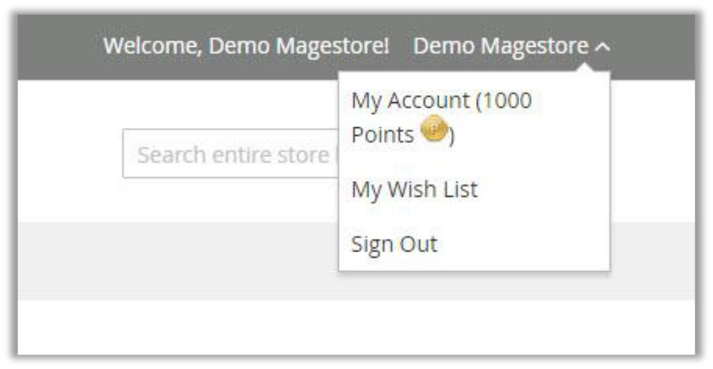 Welcome, Demo Magestore! Demo Magestore
Search entire store
My Account (1000
Points P)
My Wish List
Sign Out